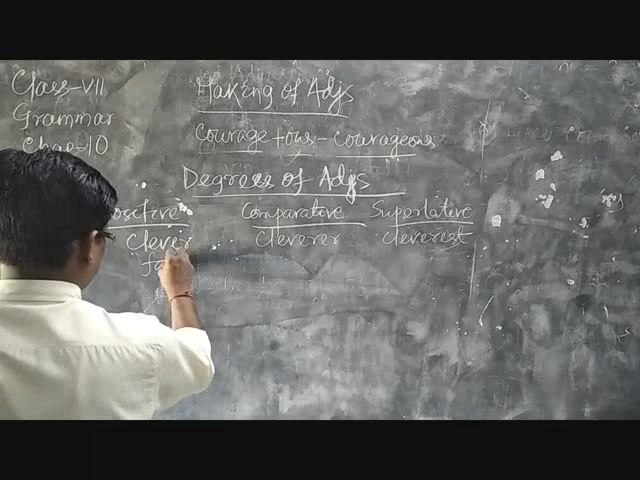 Class-VII
Grammar
Chap-10
Making of Adjs
Courage + ous - Courageous
Degrees of Adjs
ositive Comparative Superlative
Clever Cleverer Cleverest